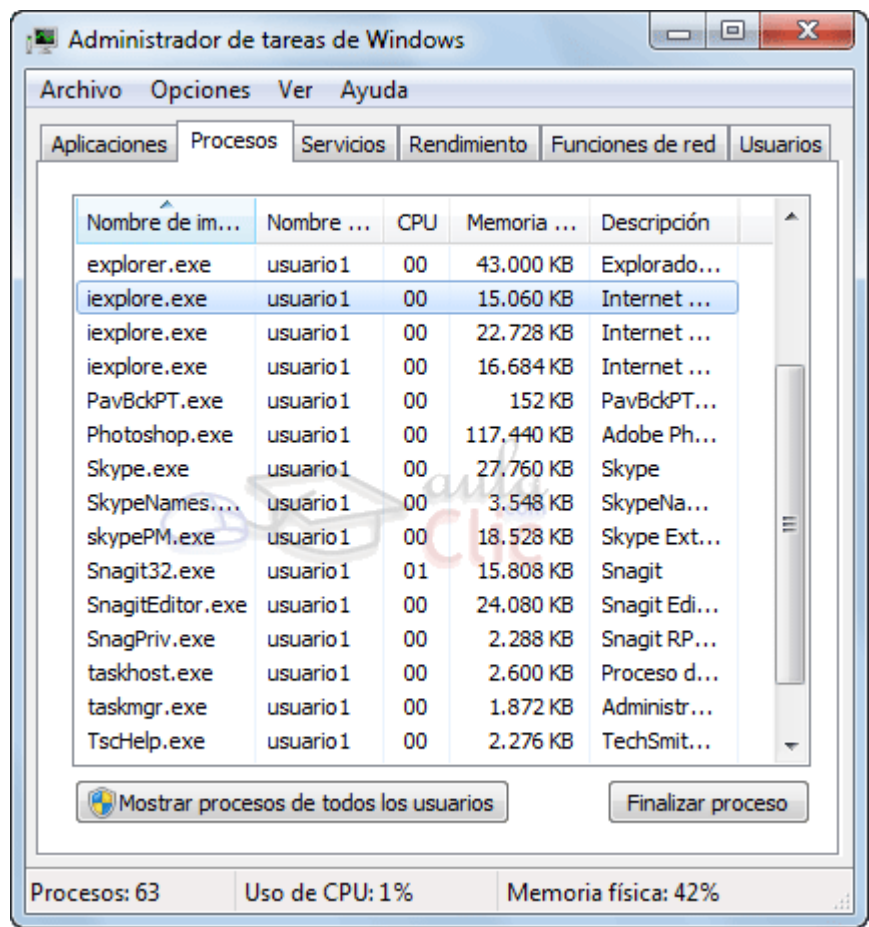 Administrador de tareas de Windows
Archivo Opciones Ver Ayuda
Aplicaciones Procesos Servicios Rendimiento Funciones de red Usuarios
Nombre de im... Nombre ... CPU Memoria ... Descripción
explorer.exe usuario1 00 43.000 KB Explorado...
iexplore.exe usuario1 00 15.060 KB Internet ...
iexplore.exe usuario1 00 22.728 KB Internet ...
iexplore.exe usuario1 00 16.684 KB Internet ...
PavBckPT.exe usuario1 00 152 KB PavBckPT...
Photoshop.exe usuario1 00 117.440 KB Adobe Ph...
Skype.exe usuario1 00 27.760 KB Skype
SkypeNames.... usuario1 00 3.548 KB SkypeNa...
skypePM.exe usuario1 00 18.528 KB Skype Ext...
Snagit32.exe usuario1 01 15.808 KB Snagit
SnagitEditor.exe usuario1 00 24.080 KB Snagit Edi...
SnagPriv.exe usuario1 00 2.288 KB Snagit RP...
taskhost.exe usuario1 00 2.600 KB Proceso d...
taskmgr.exe usuario1 00 1.872 KB Administr...
TscHelp.exe usuario1 00 2.276 KB TechSmit...
aula
Clic
Mostrar procesos de todos los usuarios Finalizar proceso
Procesos: 63 Uso de CPU: 1% Memoria física: 42%